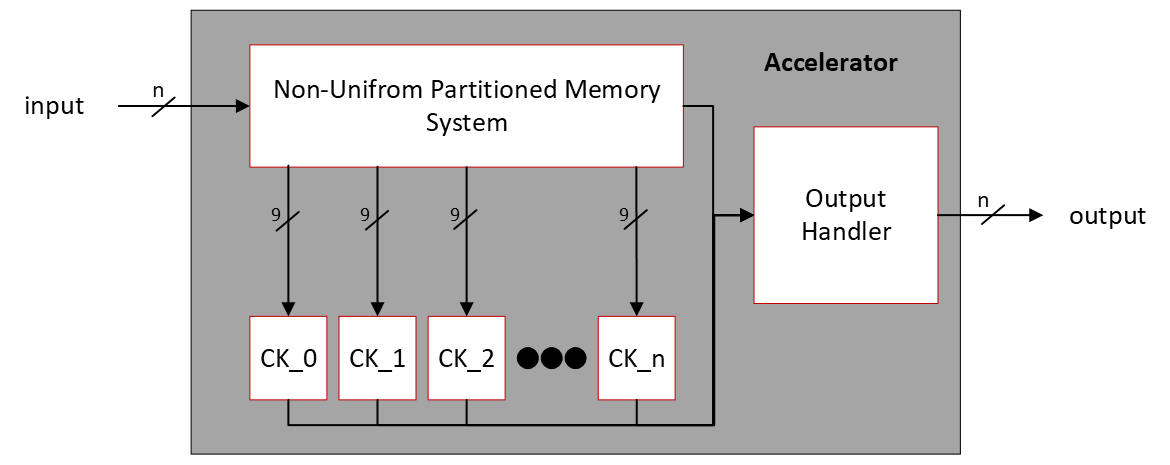 Accelerator
Non-Unifrom Partitioned Memory
System
input
n
9
9
9
9
Output
Handler
n
output
CK_0
CK_1
CK_2
CK_n